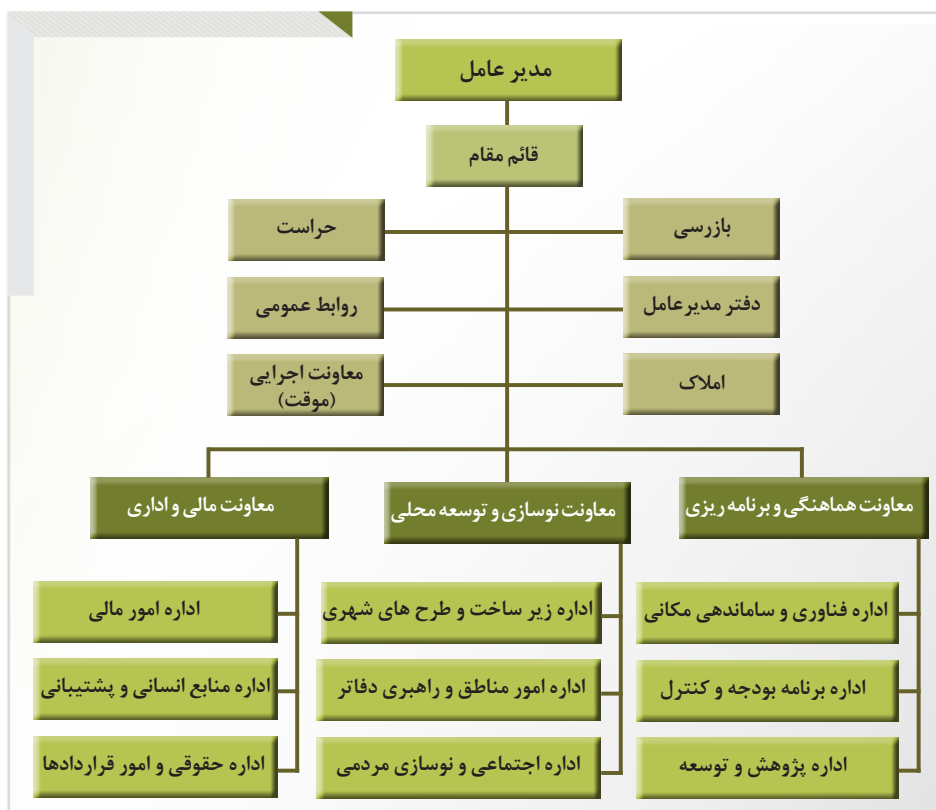 مدیر عامل
قائم مقام
بازرسی
حراست
دفتر مدیرعامل
روابط عمومی
املاک
معاونت اجرایی
(موقت)
معاونت هماهنگی و برنامه ریزی
معاونت نوسازی و توسعه محلی
معاونت مالی و اداری
اداره فناوری و ساماندهی مکانی
اداره زیر ساخت و طرح های شهری
اداره امور مالی
اداره برنامه بودجه و کنترل
اداره امور مناطق و راهبری دفاتر
اداره منابع انسانی و پشتیبانی
اداره پژوهش و توسعه
اداره اجتماعی و نوسازی مردمی
اداره حقوقی و امور قراردادها